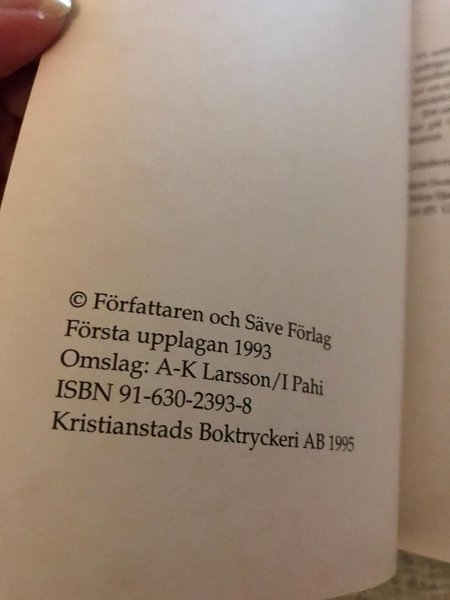 © Författaren och Säve Förlag
Första upplagan 1993
Omslag: A-K Larsson/I Pahi
ISBN 91-630-2393-8
Kristianstads Boktryckeri AB 1995